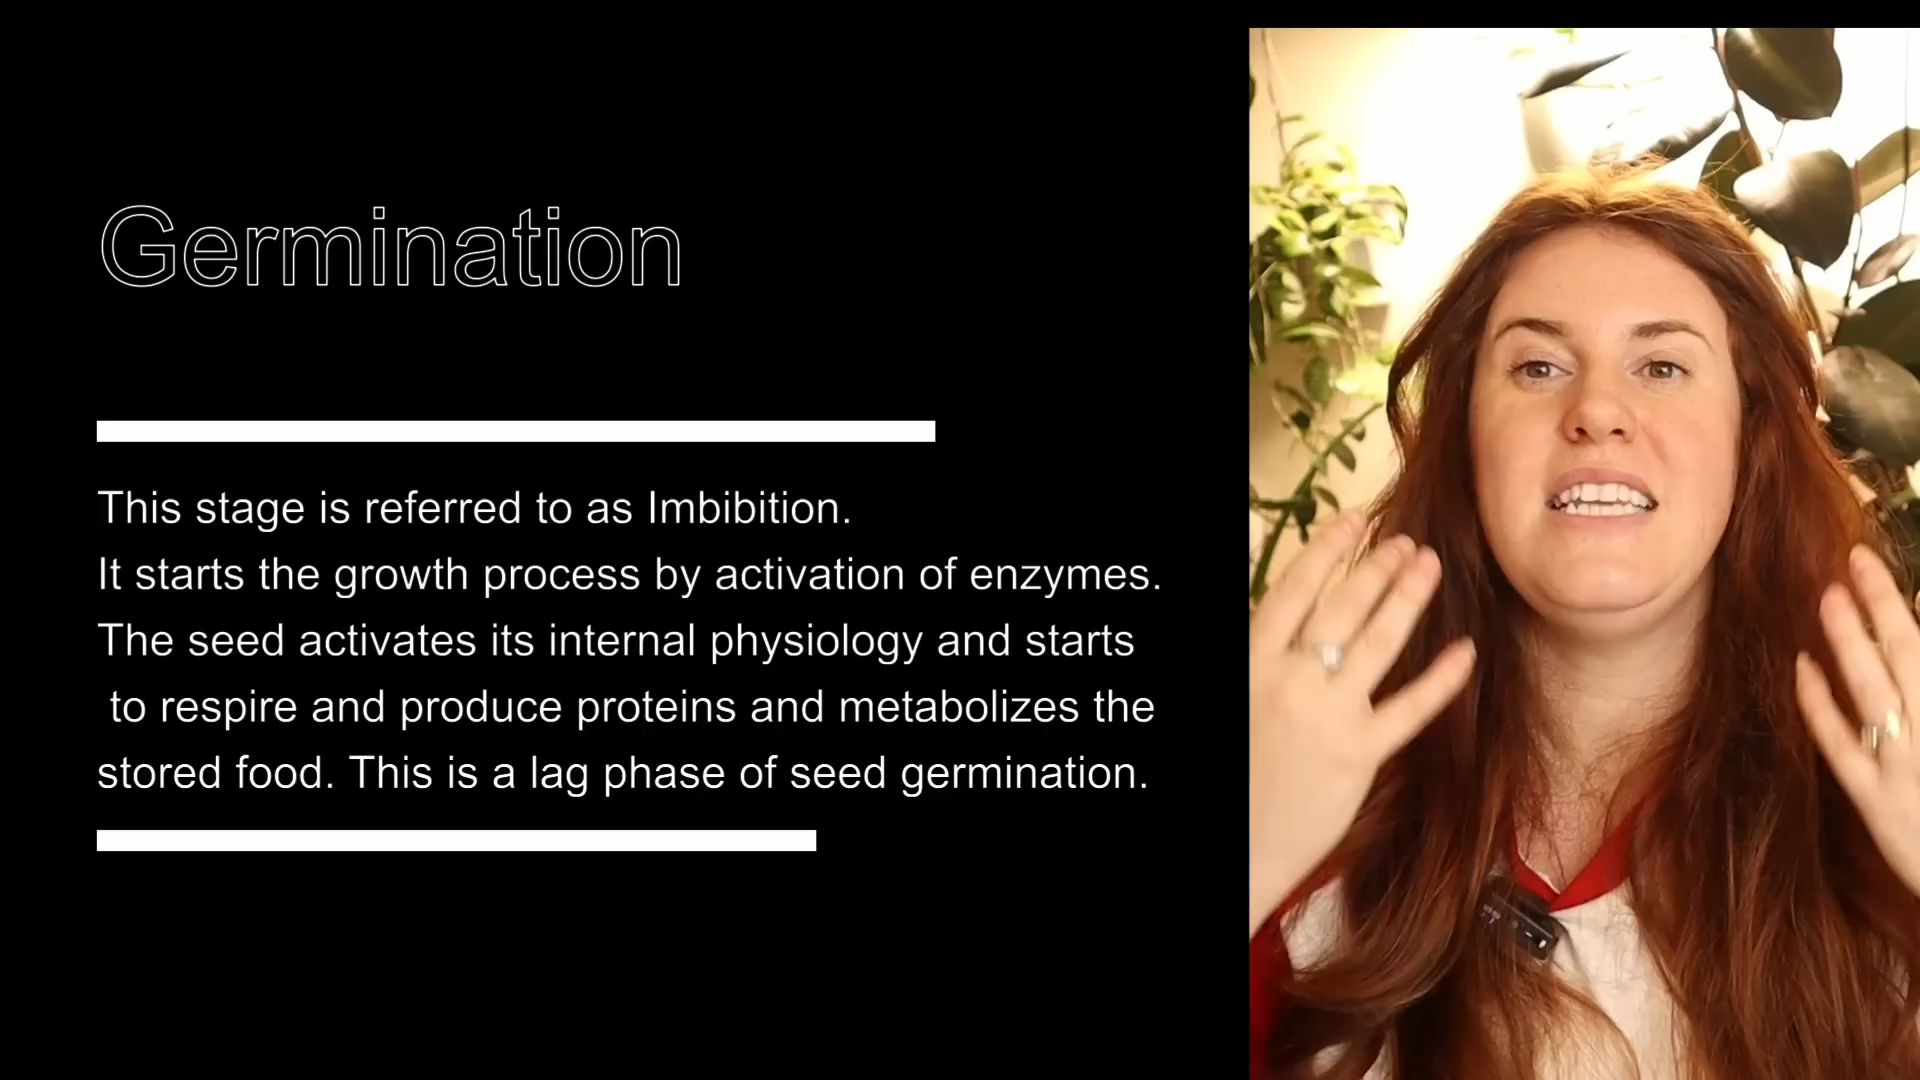 Germination
This stage is referred to as Imbibition.
It starts the growth process by activation of enzymes.
The seed activates its internal physiology and starts
to respire and produce proteins and metabolizes the
stored food. This is a lag phase of seed germination.